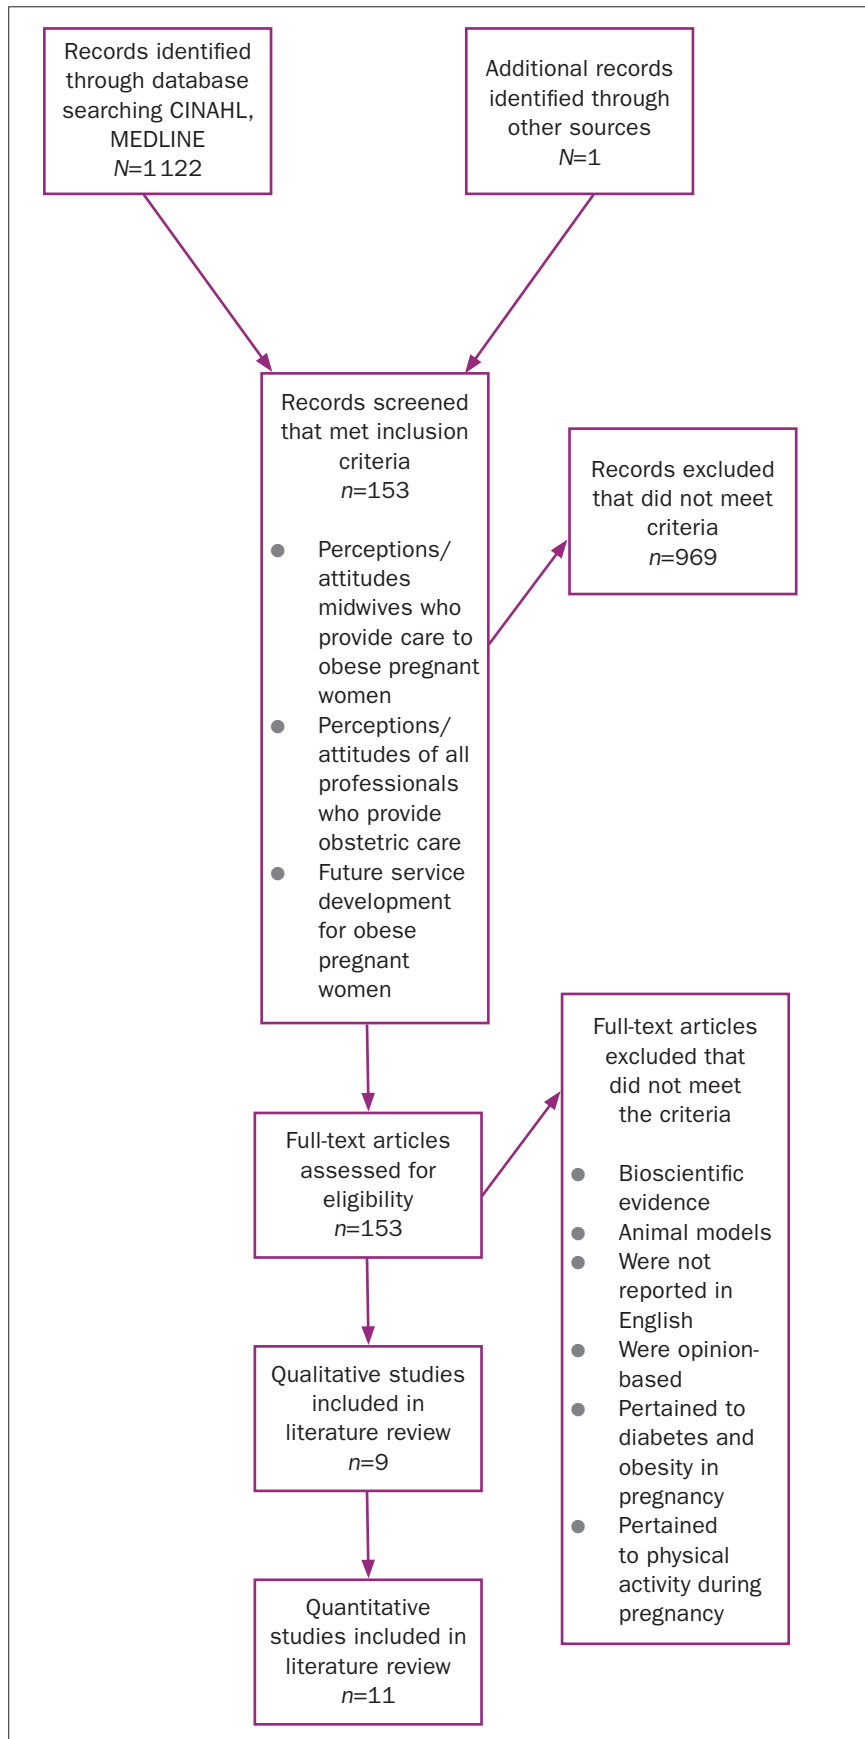 Records identified
through database
searching CINAHL,
MEDLINE
N=1122
Additional records
identified through
other sources
N=1
Records screened
that met inclusion
criteria
n=153
● Perceptions/
attitudes
midwives who
provide care to
obese pregnant
women
● Perceptions/
attitudes of all
professionals
who provide
obstetric care
● Future service
development
for obese
pregnant
women
Records excluded
that did not meet
criteria
n=969
Full-text articles
assessed for
eligibility
n=153
Full-text articles
excluded that
did not meet
the criteria
● Bioscientific
evidence
● Animal models
● Were not
reported in
English
● Were opinion-
based
● Pertained to
diabetes and
obesity in
pregnancy
● Pertained
to physical
activity during
pregnancy
Qualitative studies
included in
literature review
n=9
Quantitative
studies included in
literature review
n=11